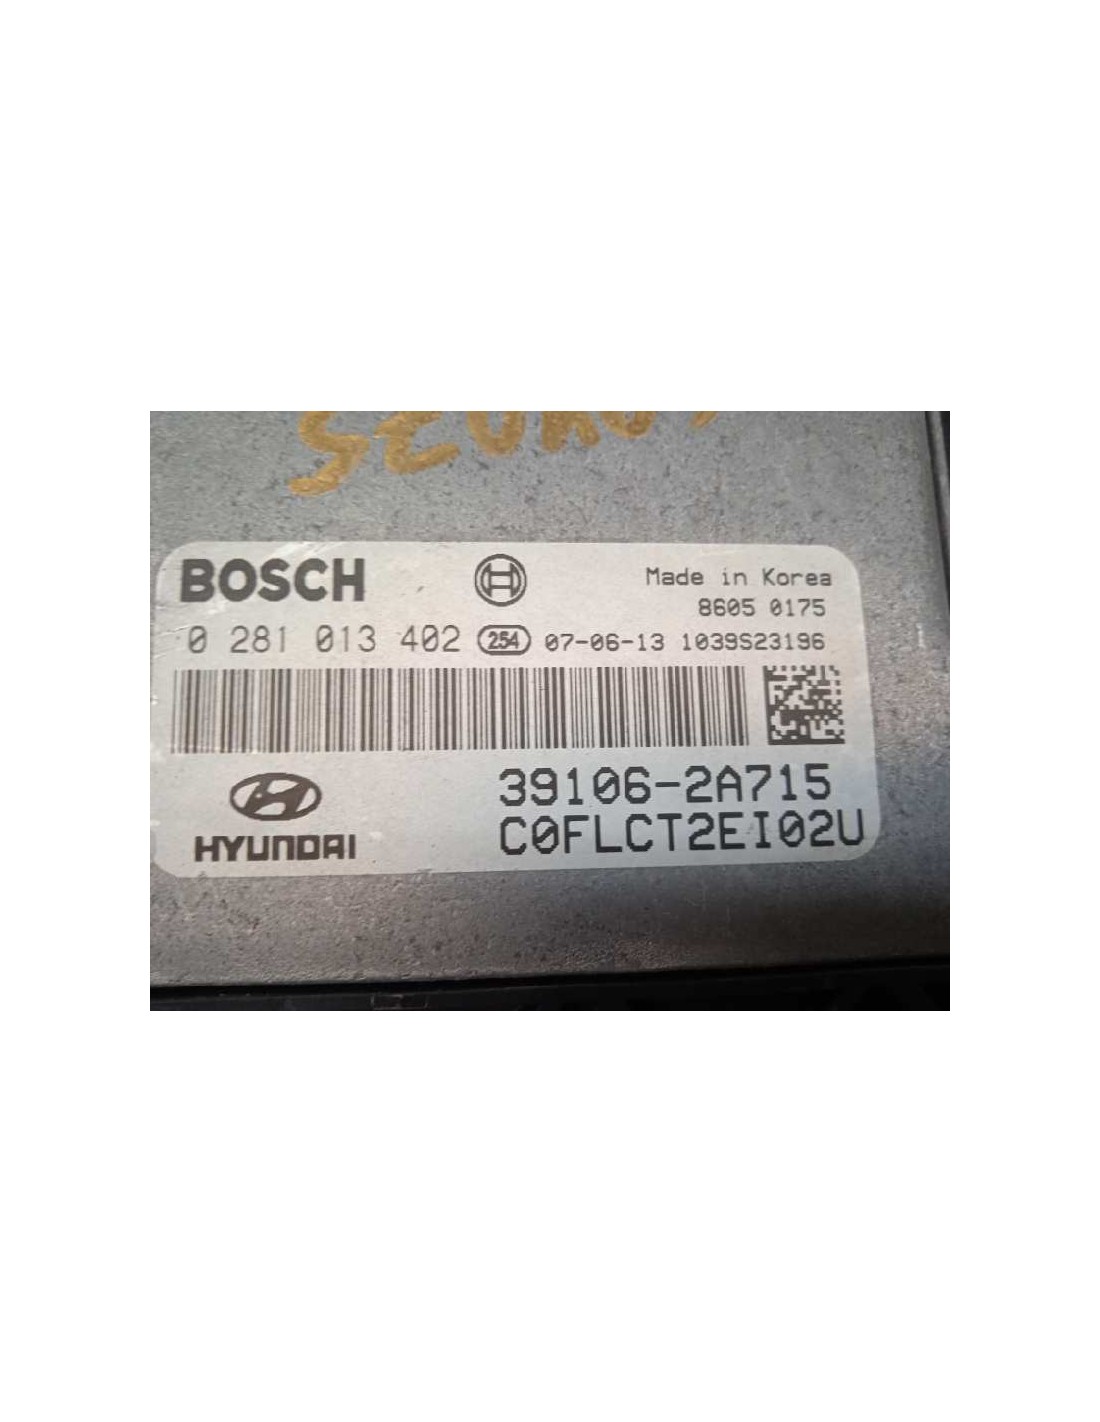 BOSCH
Made in Korea
8605 0175
0 281 013 402 254 07-06-13 1039S23196
39106-2A715
HYUNDAI
C0FLCT2EI02U